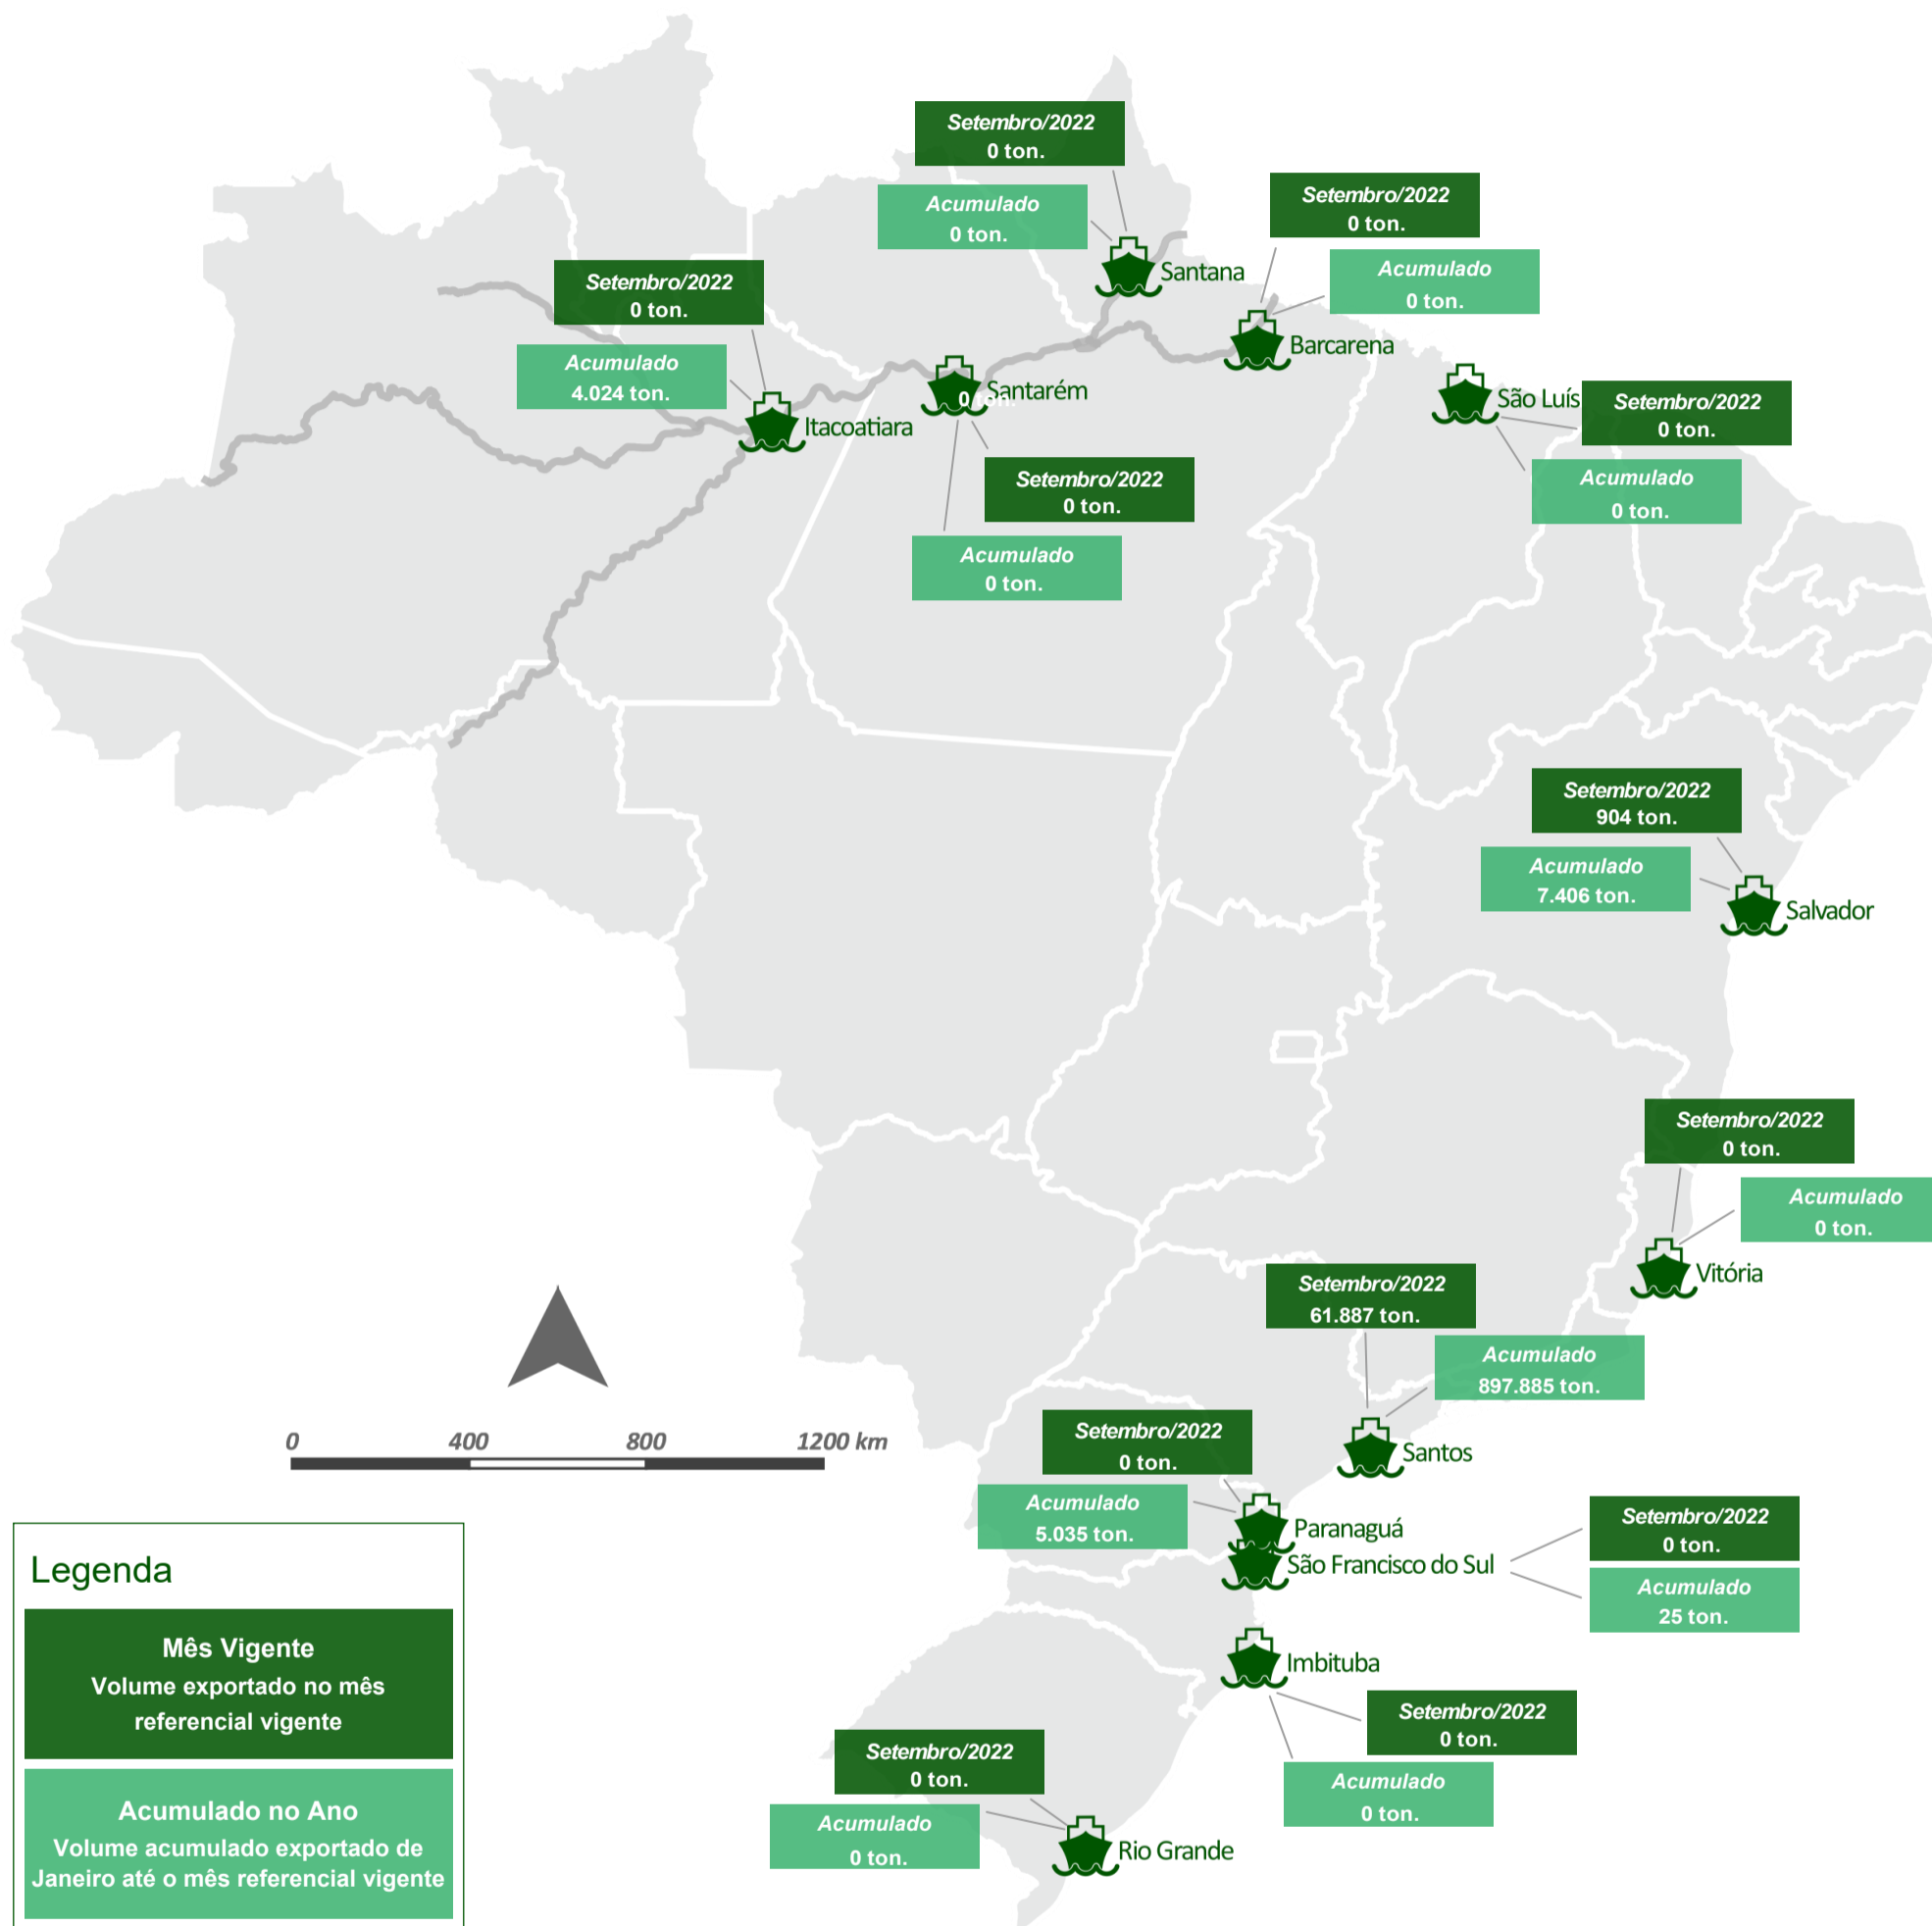 Setembro/2022
0 ton.
Acumulado
0 ton.
Santana
Setembro/2022
0 ton.
Acumulado
0 ton.
Barcarena
Setembro/2022
0 ton.
Acumulado
4.024 ton.
Itacoatiara
Santarém
0 ton.
Setembro/2022
0 ton.
Acumulado
0 ton.
São Luís
Setembro/2022
0 ton.
Acumulado
0 ton.
Setembro/2022
904 ton.
Acumulado
7.406 ton.
Salvador
Setembro/2022
0 ton.
Acumulado
0 ton.
Vitória
Setembro/2022
61.887 ton.
Acumulado
897.885 ton.
Santos
Setembro/2022
0 ton.
Acumulado
5.035 ton.
Paranaguá
São Francisco do Sul
Setembro/2022
0 ton.
Acumulado
25 ton.
Imbituba
Setembro/2022
0 ton.
Acumulado
0 ton.
Setembro/2022
0 ton.
Acumulado
0 ton.
Rio Grande
0 400 800 1200 km
Legenda
Mês Vigente
Volume exportado no mês
referencial vigente
Acumulado no Ano
Volume acumulado exportado de
Janeiro até o mês referencial vigente